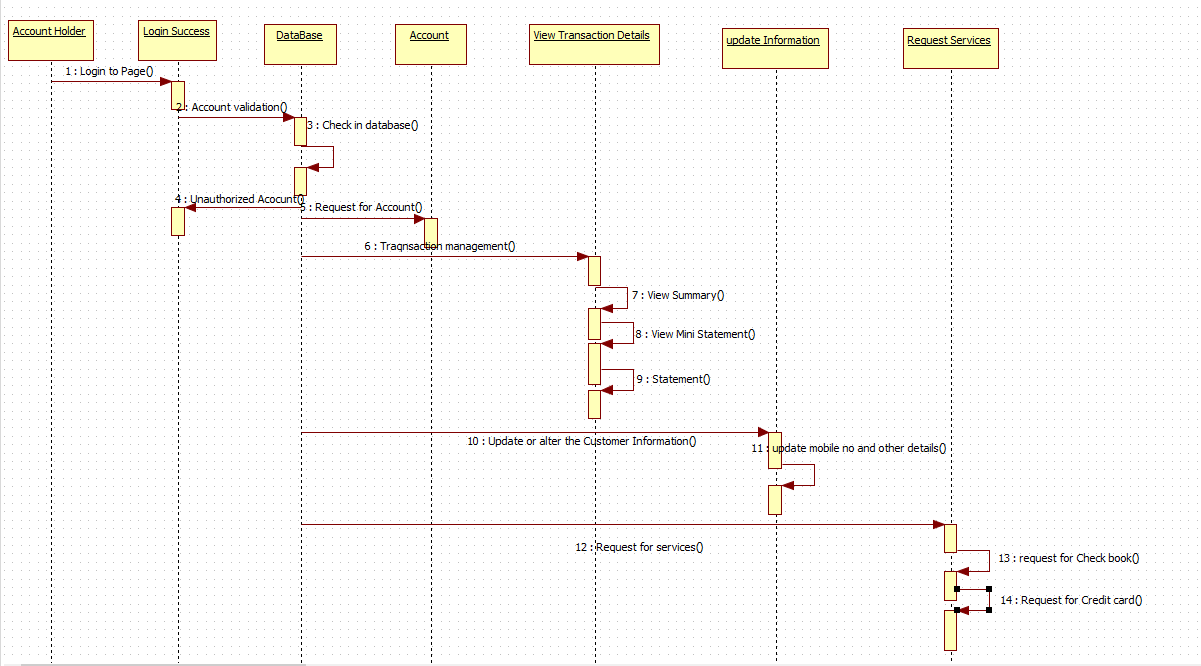 Account Holder
Login Success
DataBase
Account
View Transaction Details
update Information
Request Services
1 : Login to Page()
2 : Account validation()
3 : Check in database()
4 : Unauthorized Acocunt()
5 : Request for Account()
6 : Traqnsaction management()
7 : View Summary()
8 : View Mini Statement()
9 : Statement()
10 : Update or alter the Customer Information()
11 : update mobile no and other details()
12 : Request for services()
13 : request for Check book()
14 : Request for Credit card()